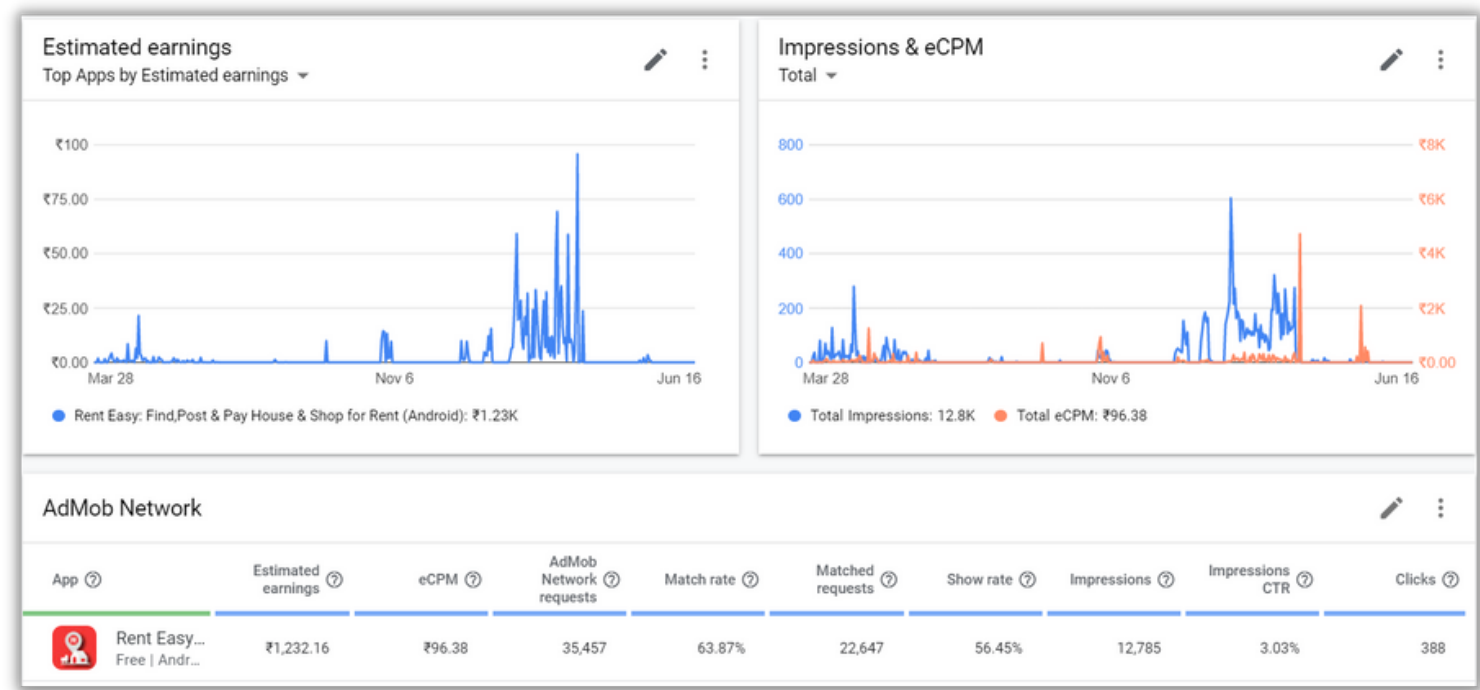 Estimated earnings
Top Apps by Estimated earnings
₹100
₹75.00
₹50.00
₹25.00
₹0.00
Mar 28
Nov 6
Jun 16
Rent Easy: Find,Post & Pay House & Shop for Rent (Android): ₹1.23K
Impressions & eCPM
Total
800
600
400
200
0
₹8K
₹6K
₹4K
₹2K
₹0.00
Mar 28
Nov 6
Jun 16
Total Impressions: 12.8K
Total eCPM: ₹96.38
AdMob Network
App
Estimated
earnings
eCPM
AdMob
Network
requests
Match rate
Matched
requests
Show rate
Impressions
Impressions
CTR
Clicks
Rent Easy...
Free | Andr...
₹1,232.16
₹96.38
35,457
63.87%
22,647
56.45%
12,785
3.03%
388